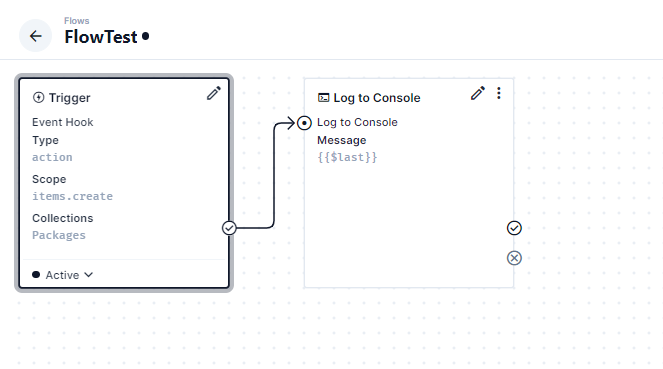 Flows
FlowTest
Trigger
Event Hook
Type
action
Scope
items.create
Collections
Packages
Active
Log to Console
Log to Console
Message
{{$last}}